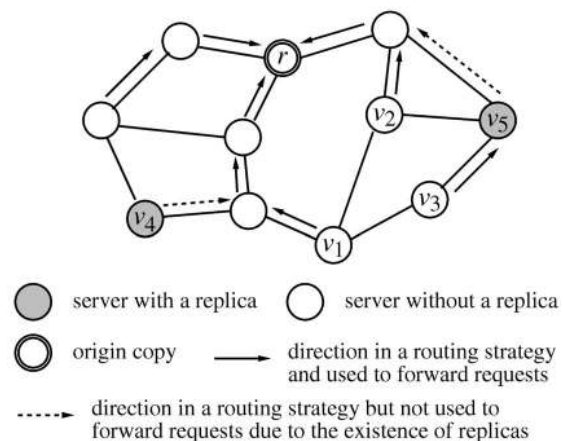 r
v2
v5
v3
v4
v1
server with a replica
server without a replica
origin copy
direction in a routing strategy
and used to forward requests
direction in a routing strategy but not used to
forward requests due to the existence of replicas